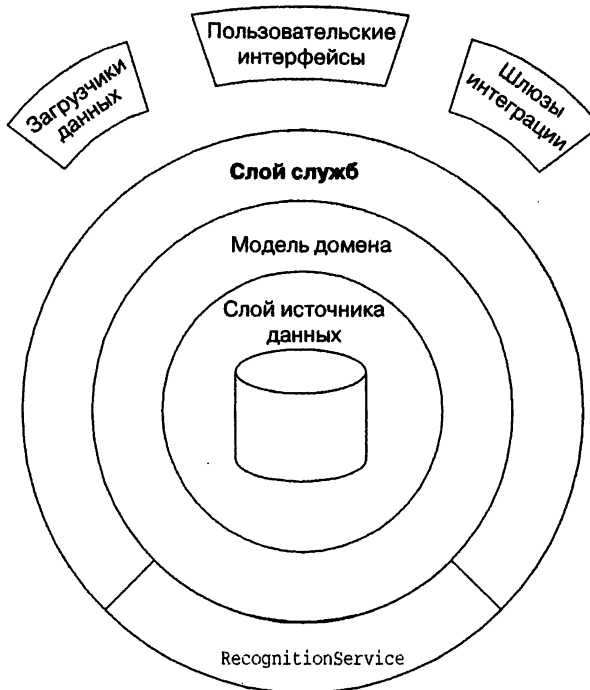 Пользовательские
интерфейсы
Загрузчики
данных
Шлюзы
интеграции
Слой служб
Модель домена
Слой источника
данных
RecognitionService